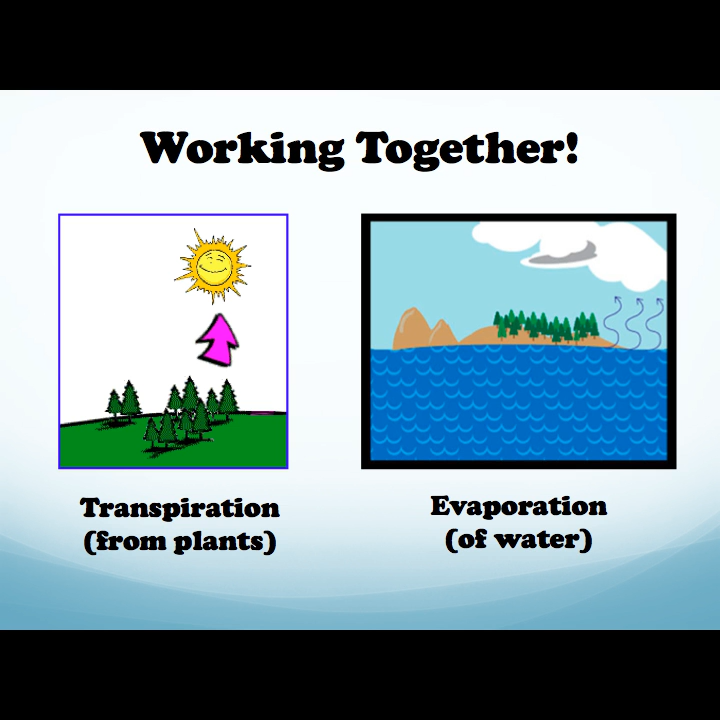 Working Together!
Transpiration
(from plants)
Evaporation
(of water)